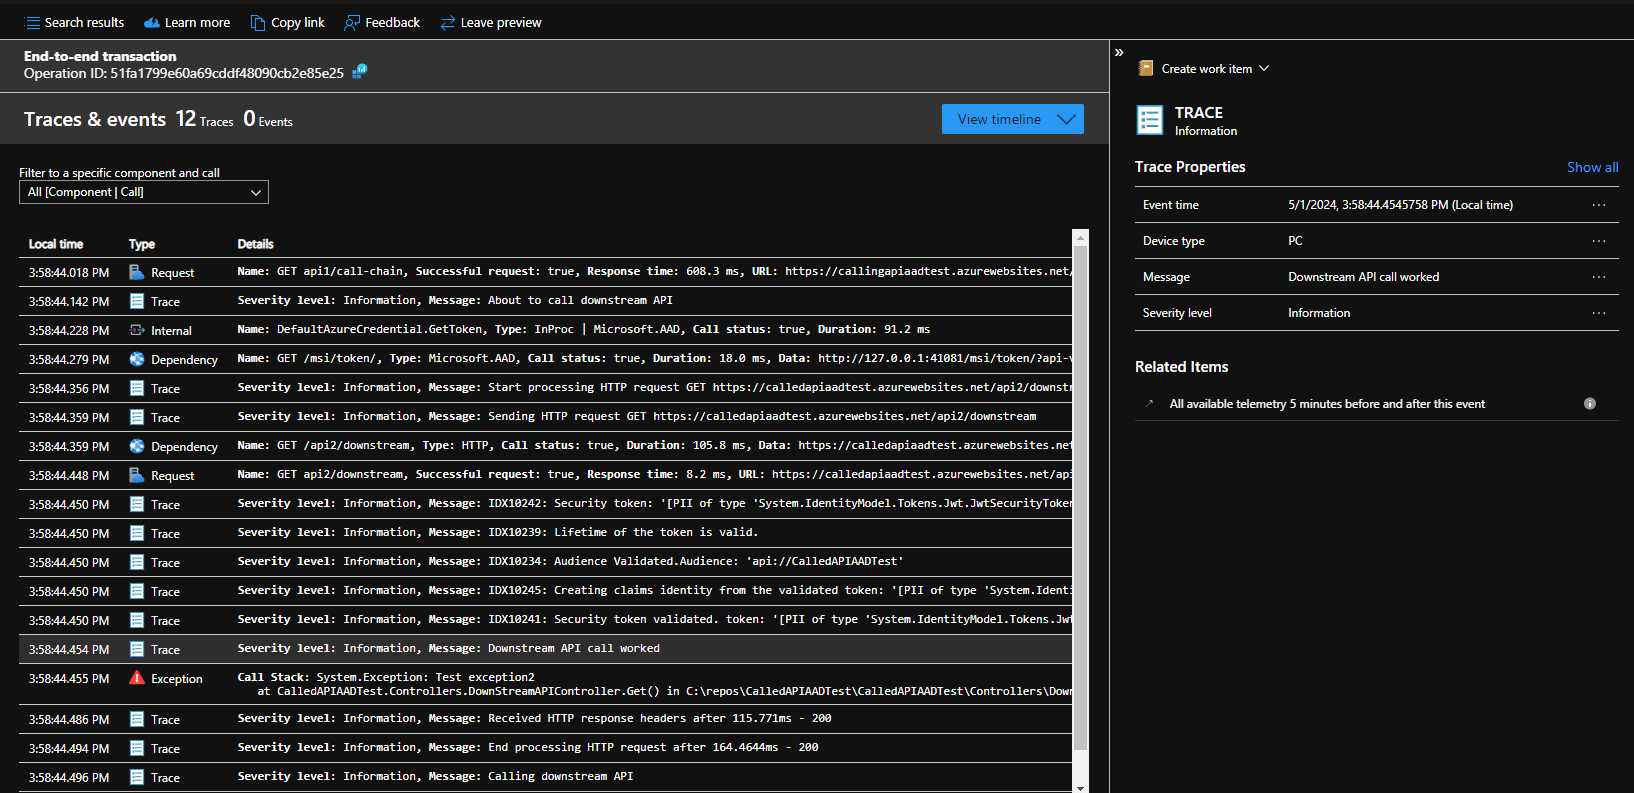 Search results Learn more Copy link Feedback Leave preview
End-to-end transaction
Operation ID: 51fa1799e60a69cddf48090cb2e85e25
Traces & events 12 Traces 0 Events
View timeline
Filter to a specific component and call
All [Component | Call]
Local time Type Details
3:58:44.018 PM Request Name: GET api1/call-chain, Successful request: true, Response time: 608.3 ms, URL: https://callingapiaadtest.azurewebsites.net/
3:58:44.142 PM Trace Severity level: Information, Message: About to call downstream API
3:58:44.228 PM Internal Name: DefaultAzureCredential.GetToken, Type: InProc | Microsoft.AAD, Call status: true, Duration: 91.2 ms
3:58:44.279 PM Dependency Name: GET /msi/token/, Type: Microsoft.AAD, Call status: true, Duration: 18.0 ms, Data: http://127.0.0.1:41081/msi/token/?api-v
3:58:44.356 PM Trace Severity level: Information, Message: Start processing HTTP request GET https://calledapiaadtest.azurewebsites.net/api2/downstr
3:58:44.359 PM Trace Severity level: Information, Message: Sending HTTP request GET https://calledapiaadtest.azurewebsites.net/api2/downstream
3:58:44.359 PM Dependency Name: GET /api2/downstream, Type: HTTP, Call status: true, Duration: 105.8 ms, Data: https://calledapiaadtest.azurewebsites.net
3:58:44.448 PM Request Name: GET api2/downstream, Successful request: true, Response time: 8.2 ms, URL: https://calledapiaadtest.azurewebsites.net/api
3:58:44.450 PM Trace Severity level: Information, Message: IDX10242: Security token: '[PII of type 'System.IdentityModel.Tokens.Jwt.JwtSecurityToken
3:58:44.450 PM Trace Severity level: Information, Message: IDX10239: Lifetime of the token is valid.
3:58:44.450 PM Trace Severity level: Information, Message: IDX10234: Audience Validated.Audience: 'api://CalledAPIAADTest'
3:58:44.450 PM Trace Severity level: Information, Message: IDX10245: Creating claims identity from the validated token: '[PII of type 'System.Identi
3:58:44.450 PM Trace Severity level: Information, Message: IDX10241: Security token validated. token: '[PII of type 'System.IdentityModel.Tokens.Jwt
3:58:44.454 PM Trace Severity level: Information, Message: Downstream API call worked
3:58:44.455 PM Exception Call Stack: System.Exception: Test exception2
at CalledAPIAADTest.Controllers.DownStreamAPIController.Get() in C:\repos\CalledAPIAADTest\CalledAPIAADTest\Controllers\Dow
3:58:44.486 PM Trace Severity level: Information, Message: Received HTTP response headers after 115.771ms - 200
3:58:44.494 PM Trace Severity level: Information, Message: End processing HTTP request after 164.4644ms - 200
3:58:44.496 PM Trace Severity level: Information, Message: Calling downstream API
Create work item
TRACE
Information
Trace Properties Show all
Event time 5/1/2024, 3:58:44.4545758 PM (Local time) ...
Device type PC ...
Message Downstream API call worked ...
Severity level Information ...
Related Items
All available telemetry 5 minutes before and after this event